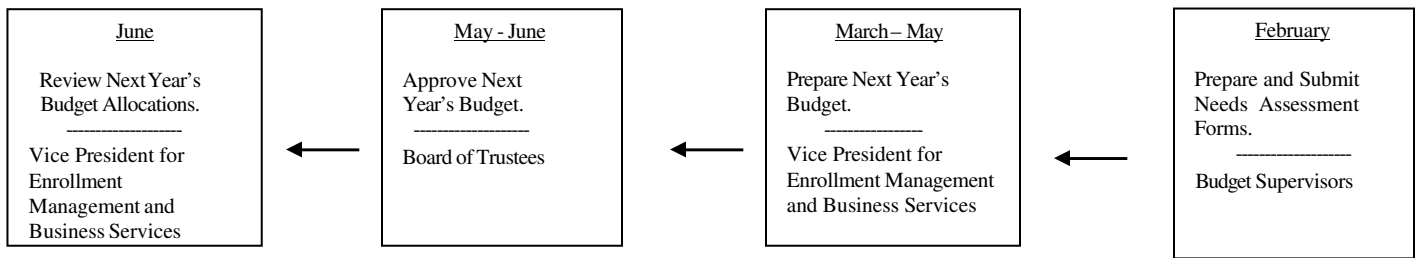 June
Review Next Year's
Budget Allocations.
--------------------
Vice President for
Enrollment
Management and
Business Services
May - June
Approve Next
Year's Budget.
--------------------
Board of Trustees
March – May
Prepare Next Year's
Budget.
-----------------
Vice President for
Enrollment Management
and Business Services
February
Prepare and Submit
Needs Assessment
Forms.
--------------------
Budget Supervisors